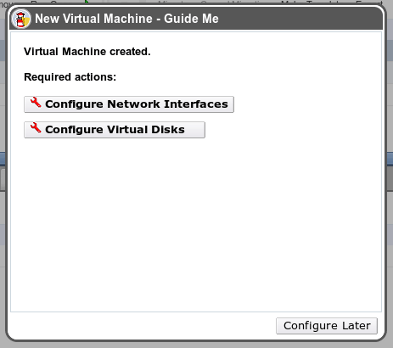 New Virtual Machine - Guide Me
Virtual Machine created.
Required actions:
Configure Network Interfaces
Configure Virtual Disks
Configure Later